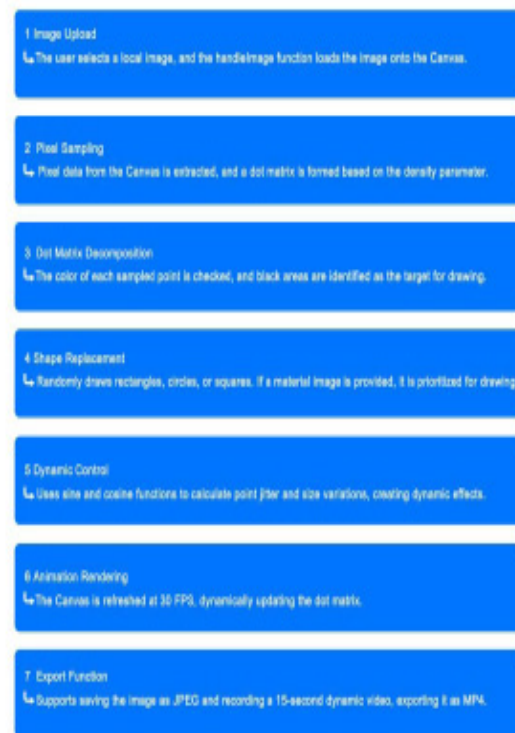 1 Image Upload
↳ The user selects a local image, and the handleImage function loads the image onto the Canvas.
2 Pixel Sampling
↳ Pixel data from the Canvas is extracted, and a dot matrix is formed based on the density parameter.
3 Dot Matrix Decomposition
↳ The color of each sampled point is checked, and black areas are identified as the target for drawing.
4 Shape Replacement
↳ Randomly draws rectangles, circles, or squares. If a material image is provided, it is prioritized for drawing
5 Dynamic Control
↳ Uses sine and cosine functions to calculate point jitter and size variations, creating dynamic effects.
6 Animation Rendering
↳ The Canvas is refreshed at 30 FPS, dynamically updating the dot matrix.
7 Export Function
↳ Supports saving the image as JPEG and recording a 15-second dynamic video, exporting it as MP4.